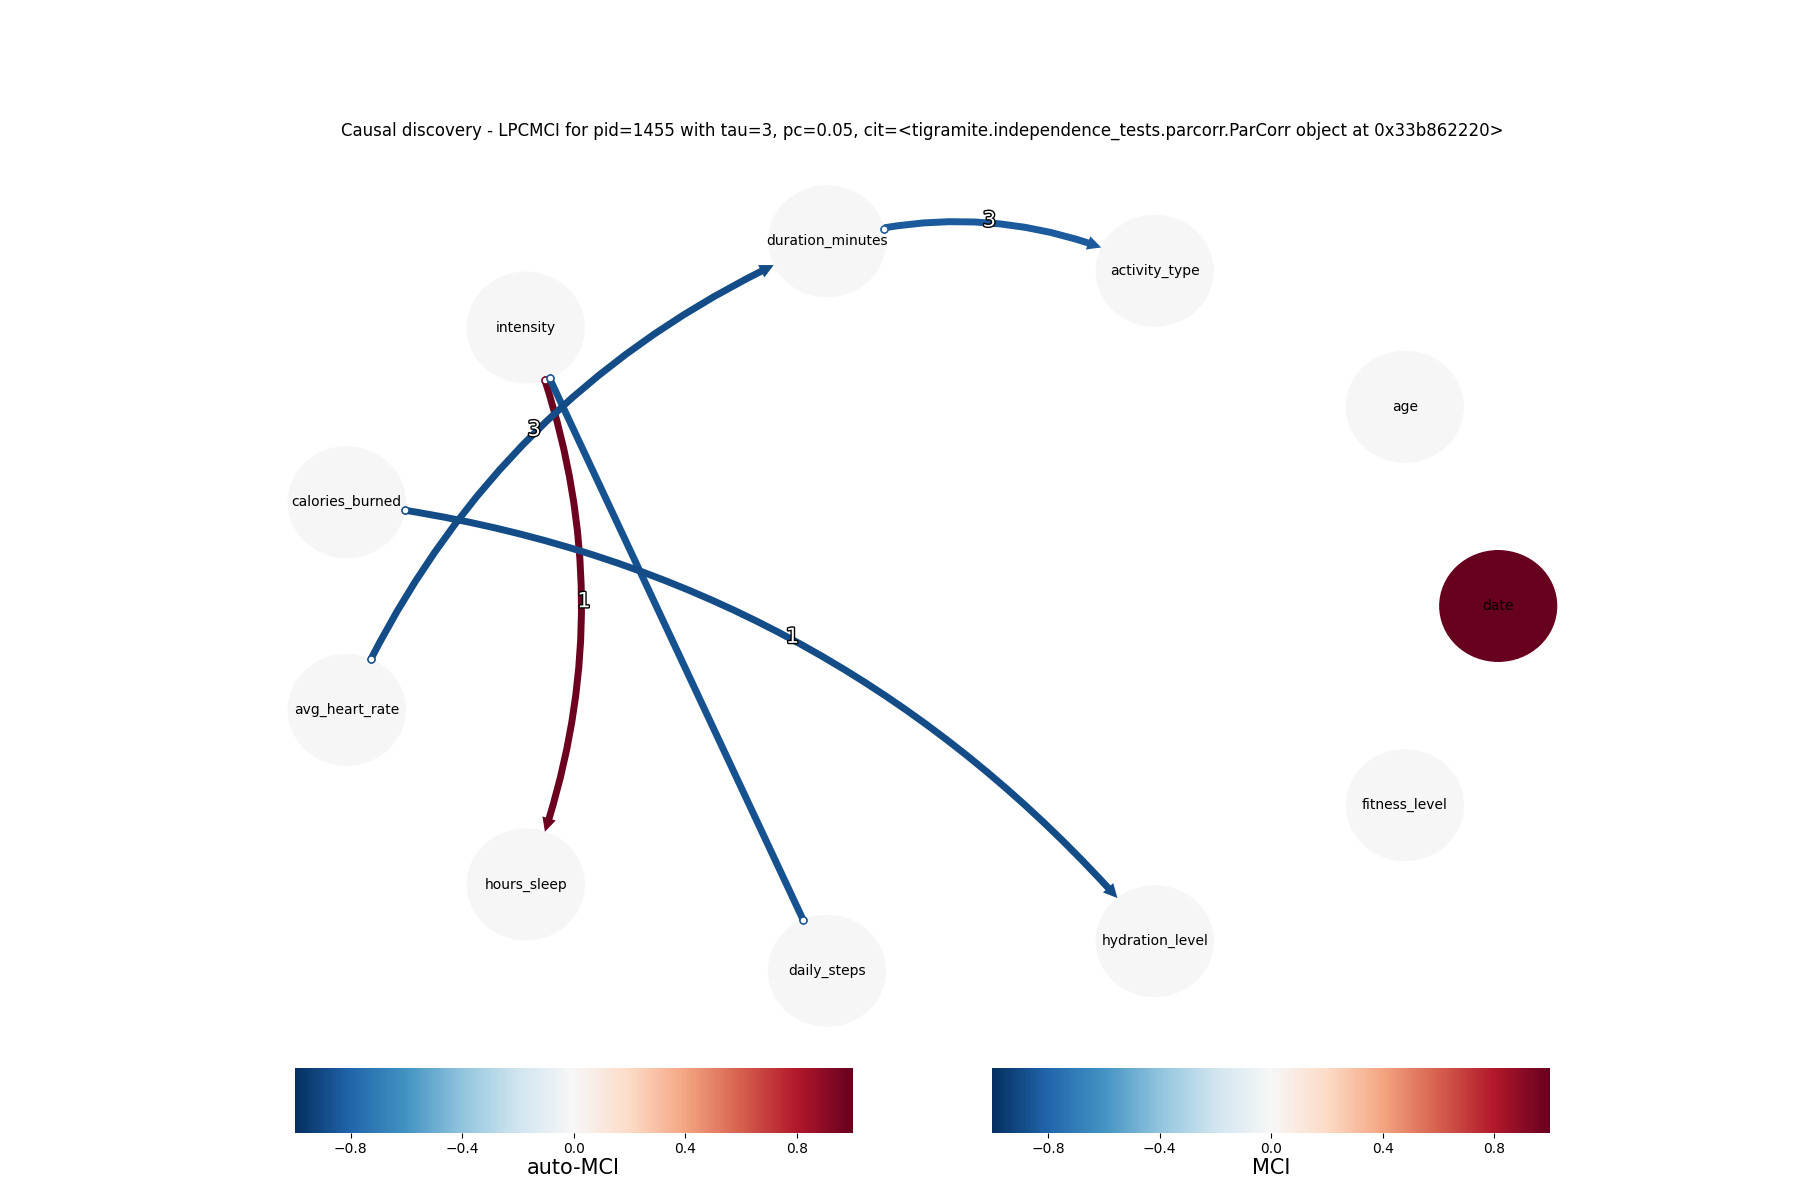 Causal discovery - LPCMCI for pid=1455 with tau=3, pc=0.05, cit=<tigramite.independence_tests.parcorr.ParCorr object at 0x33b862220>
3
duration_minutes
activity_type
intensity
age
3
calories_burned
1
date
1
avg_heart_rate
fitness_level
hours_sleep
hydration_level
daily_steps
−0.8 −0.4 0.0 0.4 0.8
auto-MCI
−0.8 −0.4 0.0 0.4 0.8
MCI